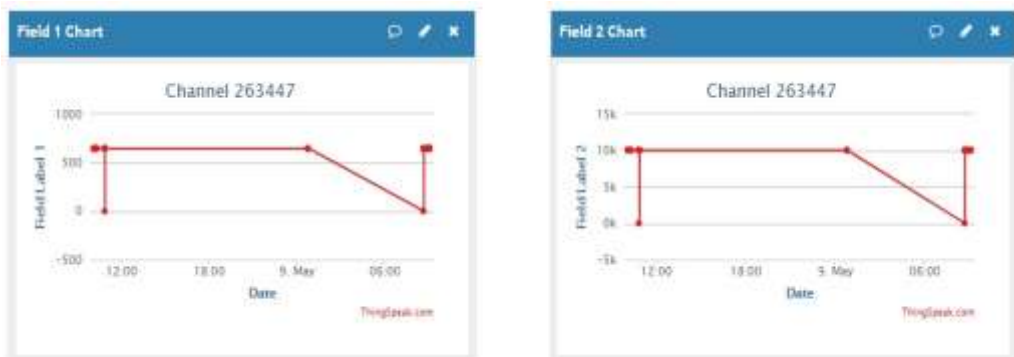 Field 1 Chart
Channel 263447
1000
500
0
-500
Field Label 1
12:00 18:00 9. May 06:00
Date
ThingSpeak.com
Field 2 Chart
Channel 263447
15k
10k
5k
0k
-5k
Field Label 2
12:00 18:00 9. May 06:00
Date
ThingSpeak.com